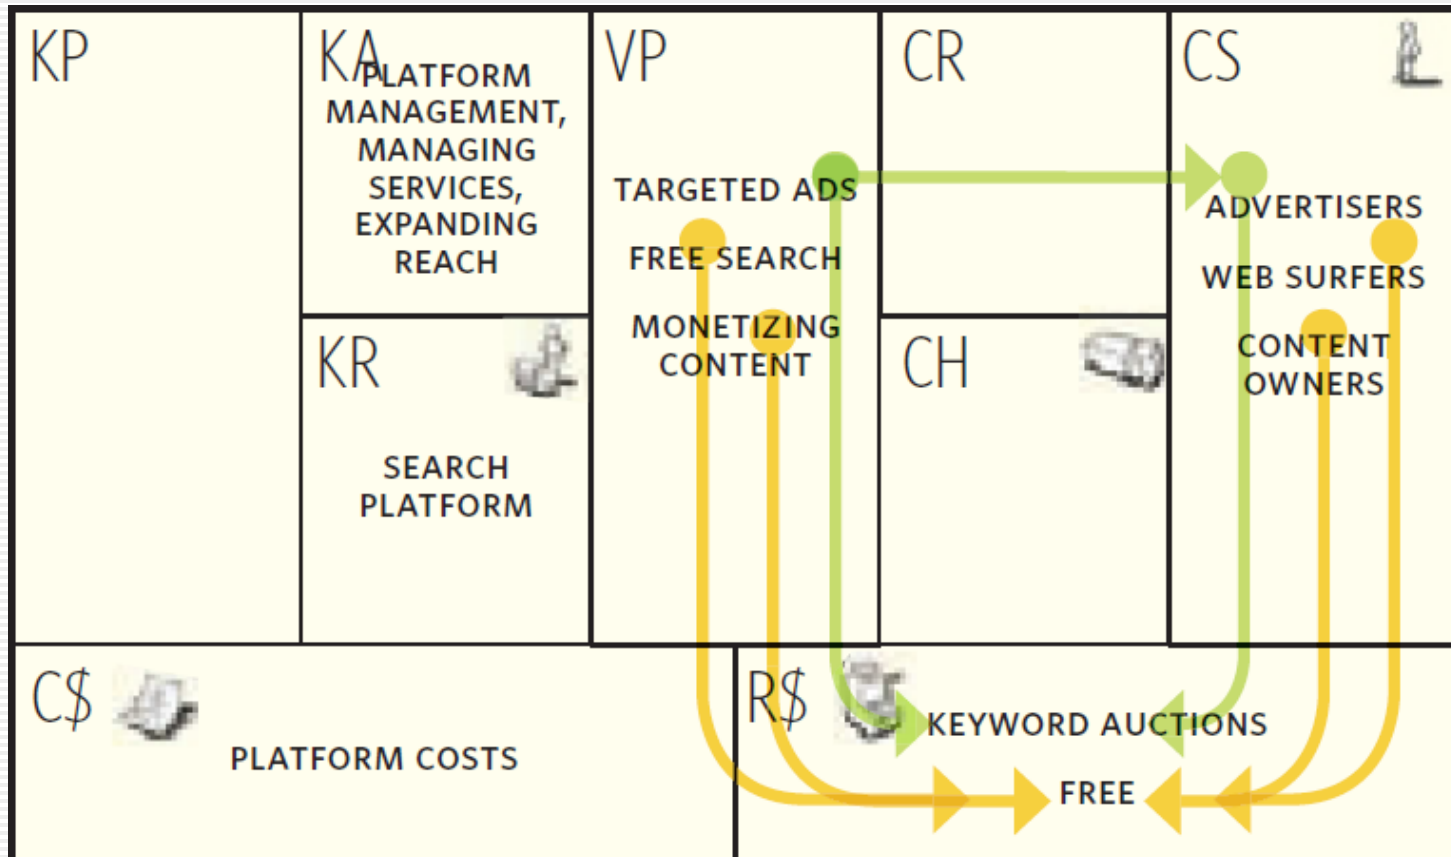 KP
KA
PLATFORM
MANAGEMENT,
MANAGING
SERVICES,
EXPANDING
REACH
KR
SEARCH
PLATFORM
VP
TARGETED ADS
FREE SEARCH
MONETIZING
CONTENT
CR
CH
CS
ADVERTISERS
WEB SURFERS
CONTENT
OWNERS
C$
PLATFORM COSTS
R$
KEYWORD AUCTIONS
FREE